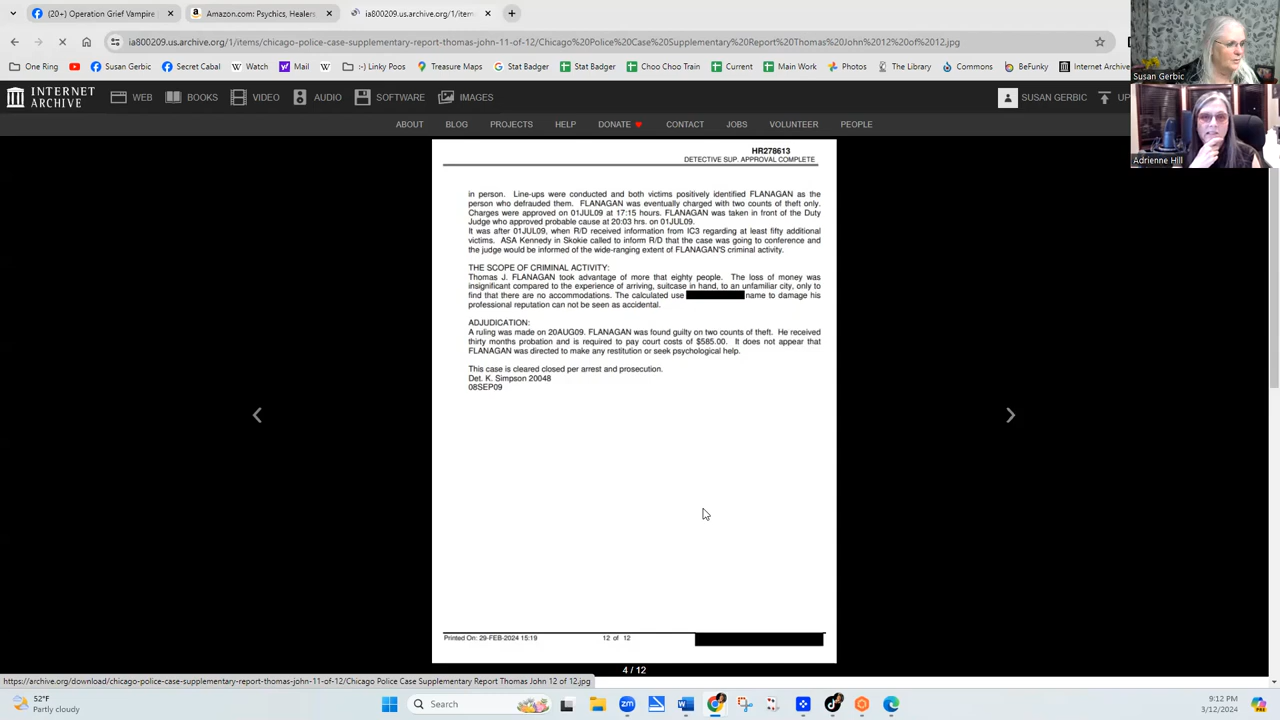 (1) Operation Grief Vampire
Amazon.com: Psychics, Healers
ia800209.us.archive.org/1/items/c
ia800209.us.archive.org/1/items/chicago-police-case-supplementary-report-thomas-john-11-of-12/Chicago%20Police%20Case%20Supplementary%20Report%20Thomas%20John%2012%20of%2012.jpg
One Ring
Susan Gerbic
Secret Cabal
Watch
Mail
:-) Linky Poos
Treasure Maps
Stat Badger
Choo Choo Train
Contact
Main Work
Photos
The Odyssey
Commons
BeFunky
Internet Archive
INTERNET
ARCHIVE
WEB
BOOKS
VIDEO
AUDIO
SOFTWARE
IMAGES
SUSAN GERBIC
UP
ABOUT
BLOG
PROJECTS
HELP
DONATE
CONTACT
JOBS
VOLUNTEER
PEOPLE
Susan Gerbic
Adrienne Hill
HR278613
DETECTIVE SUP. APPROVAL COMPLETE
in person. Line-ups were conducted and both victims positively identified FLANAGAN as the
person who defrauded them. FLANAGAN was eventually charged with two counts of theft only.
Charges were approved on 01JUL09 at 17:15 hours. FLANAGAN was taken in front of the Duty
Judge who approved probable cause at 20:03 hrs. on 01JUL09.
It was after 01JUL09, when R/D received information from IC3 regarding at least fifty additional
victims. ASA Kennedy in Skokie called to inform R/D that the case was going to conference and
the judge would be informed of the wide-ranging extent of FLANAGAN'S criminal activity.
THE SCOPE OF CRIMINAL ACTIVITY:
Thomas J. FLANAGAN took advantage of more that eighty people. The loss of money was
insignificant compared to the experience of arriving, suitcase in hand, to an unfamiliar city, only to
find that there are no accommodations. The calculated use name to damage his
professional reputation can not be seen as accidental.
ADJUDICATION:
A ruling was made on 20AUG09. FLANAGAN was found guilty on two counts of theft. He received
thirty months probation and is required to pay court costs of $585.00. It does not appear that
FLANAGAN was directed to make any restitution or seek psychological help.
This case is cleared closed per arrest and prosecution.
Det. K. Simpson 20048
08SEP09
Printed On: 29-FEB-2024 15:19
12 of 12
4 / 12
https://archive.org/download/chicago-police-case-supplementary-report-thomas-john-11-of-12/Chicago Police Case Supplementary Report Thomas John 12 of 12.jpg
52°F
Partly cloudy
Search
9:12 PM
3/12/2024